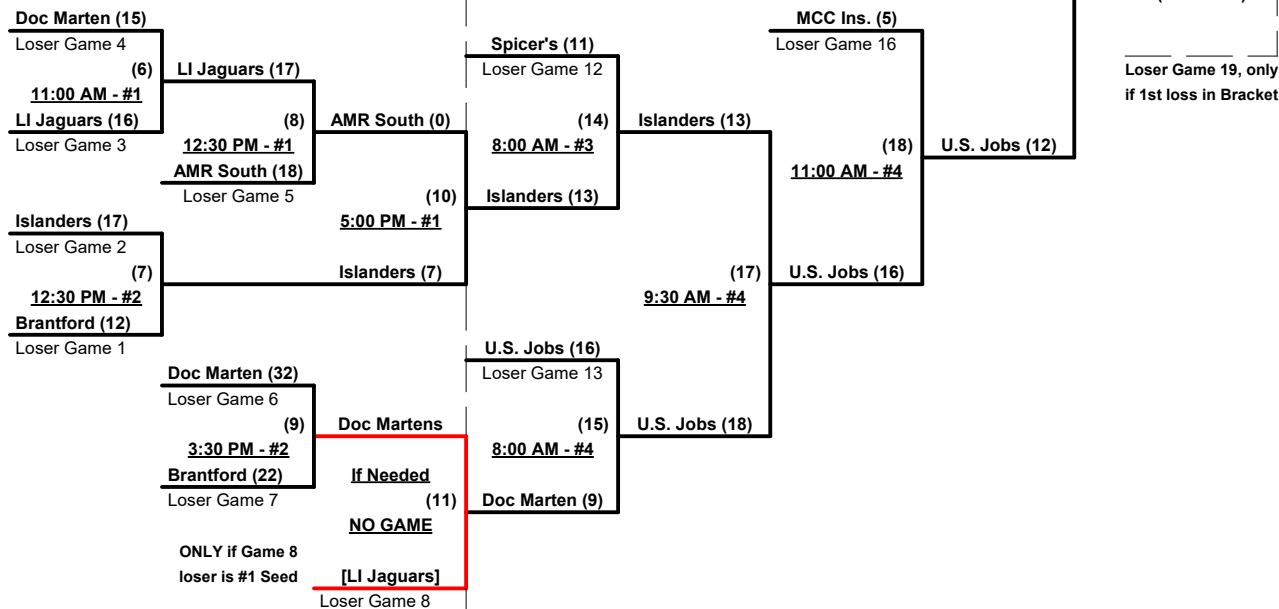 Doc Marten (15)
Loser Game 4
(6)
11:00 AM - #1
LI Jaguars (16)
Loser Game 3
LI Jaguars (17)
(8)
12:30 PM - #1
AMR South (18)
Loser Game 5
AMR South (0)
(10)
5:00 PM - #1
Islanders (17)
Loser Game 2
(7)
12:30 PM - #2
Brantford (12)
Loser Game 1
Islanders (7)
Doc Marten (32)
Loser Game 6
(9)
3:30 PM - #2
Brantford (22)
Loser Game 7
Doc Martens
If Needed
(11)
NO GAME
ONLY if Game 8
loser is #1 Seed
[LI Jaguars]
Loser Game 8
Spicer's (11)
Loser Game 12
(14)
8:00 AM - #3
Islanders (13)
Islanders (13)
U.S. Jobs (16)
Loser Game 13
(15)
8:00 AM - #4
Doc Marten (9)
U.S. Jobs (18)
(17)
9:30 AM - #4
MCC Ins. (5)
Loser Game 16
(18)
11:00 AM - #4
U.S. Jobs (16)
U.S. Jobs (12)
Loser Game 19, only
if 1st loss in Bracket